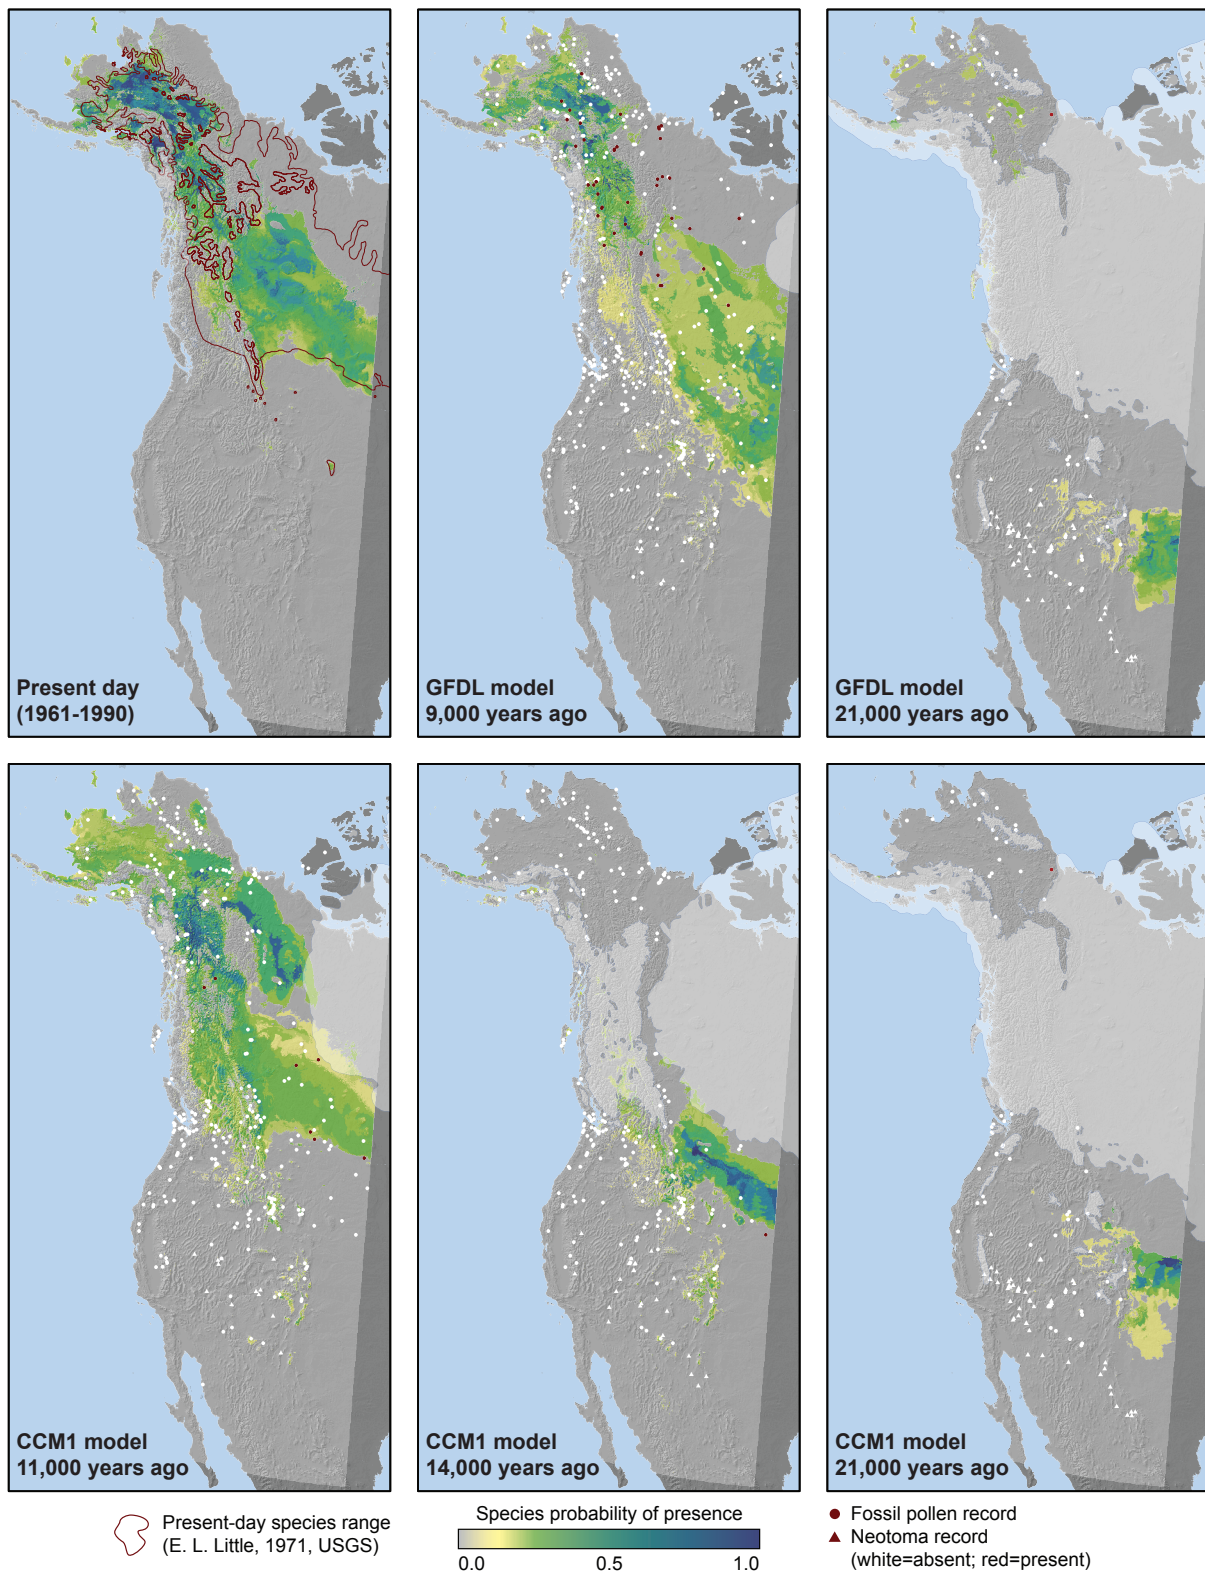 Present day
(1961-1990)
GFDL model
9,000 years ago
GFDL model
21,000 years ago
CCM1 model
11,000 years ago
CCM1 model
14,000 years ago
CCM1 model
21,000 years ago
Present-day species range
(E. L. Little, 1971, USGS)
Species probability of presence
0.0
0.5
1.0
Fossil pollen record
Neotoma record
(white=absent; red=present)